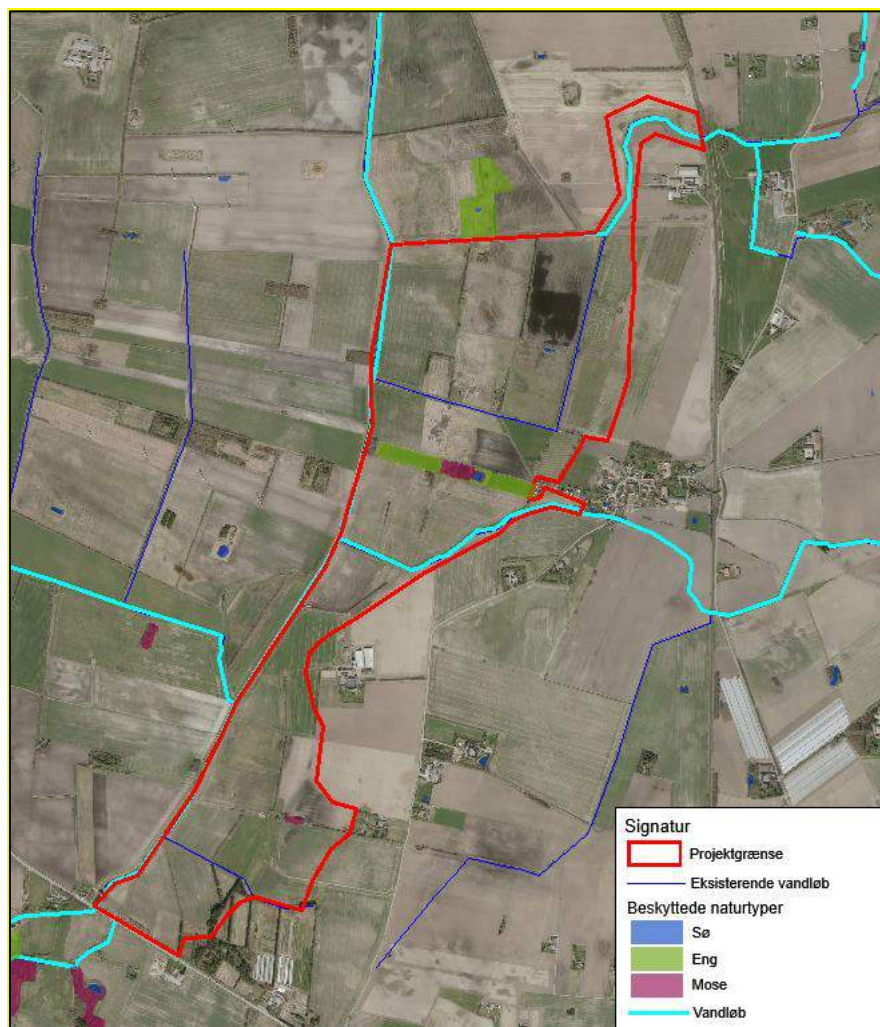 Signatur
Projektgrænse
Eksisterende vandløb
Beskyttede naturtyper
Sø
Eng
Mose
Vandløb